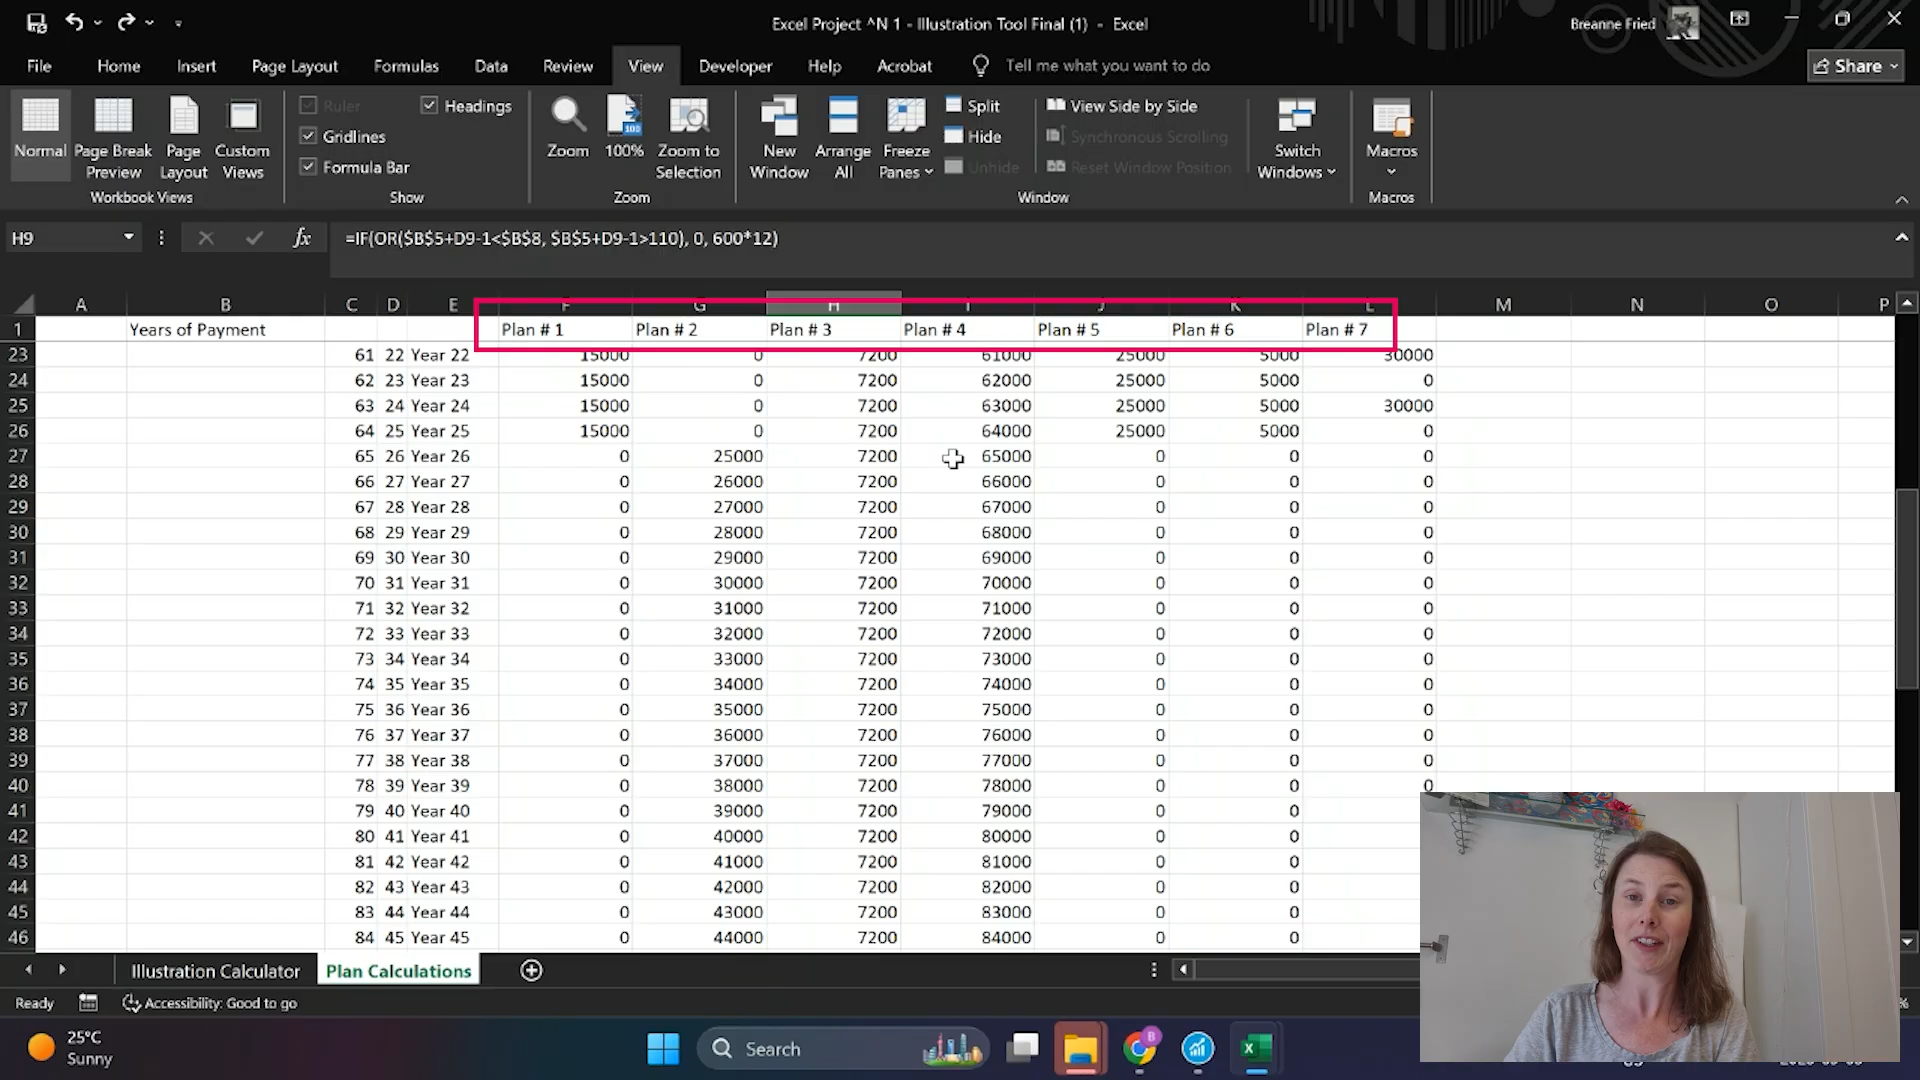 Excel Project ^N 1 - Illustration Tool Final (1) - Excel
Breanne Fried
File Home Insert Page Layout Formulas Data Review View Developer Help Acrobat Tell me what you want to do Share
Ruler Headings
Gridlines
Formula Bar
Normal Page Break Preview Page Layout Custom Views
Zoom 100% Zoom to Selection
New Window Arrange All Freeze Panes
Split
Hide
Unhide
View Side by Side
Synchronous Scrolling
Reset Window Position
Switch Windows
Macros
Workbook Views Show Zoom Window Macros
H9 fx =IF(OR($B$5+D9-1<$B$8, $B$5+D9-1>110), 0, 600*12)
A B C D E F G H I J K L M N O P
1 Years of Payment Plan # 1 Plan # 2 Plan # 3 Plan # 4 Plan # 5 Plan # 6 Plan # 7
23 61 22 Year 22 15000 0 7200 61000 25000 5000 30000
24 62 23 Year 23 15000 0 7200 62000 25000 5000 0
25 63 24 Year 24 15000 0 7200 63000 25000 5000 30000
26 64 25 Year 25 15000 0 7200 64000 25000 5000 0
27 65 26 Year 26 0 25000 7200 65000 0 0 0
28 66 27 Year 27 0 26000 7200 66000 0 0 0
29 67 28 Year 28 0 27000 7200 67000 0 0 0
30 68 29 Year 29 0 28000 7200 68000 0 0 0
31 69 30 Year 30 0 29000 7200 69000 0 0 0
32 70 31 Year 31 0 30000 7200 70000 0 0 0
33 71 32 Year 32 0 31000 7200 71000 0 0 0
34 72 33 Year 33 0 32000 7200 72000 0 0 0
35 73 34 Year 34 0 33000 7200 73000 0 0 0
36 74 35 Year 35 0 34000 7200 74000 0 0 0
37 75 36 Year 36 0 35000 7200 75000 0 0 0
38 76 37 Year 37 0 36000 7200 76000 0 0 0
39 77 38 Year 38 0 37000 7200 77000 0 0 0
40 78 39 Year 39 0 38000 7200 78000 0 0 0
41 79 40 Year 40 0 39000 7200 79000 0 0
42 80 41 Year 41 0 40000 7200 80000 0 0
43 81 42 Year 42 0 41000 7200 81000 0 0
44 82 43 Year 43 0 42000 7200 82000 0 0
45 83 44 Year 44 0 43000 7200 83000 0 0
46 84 45 Year 45 0 44000 7200 84000 0 0
Illustration Calculator Plan Calculations
Ready Accessibility: Good to go
25°C
Sunny
Search